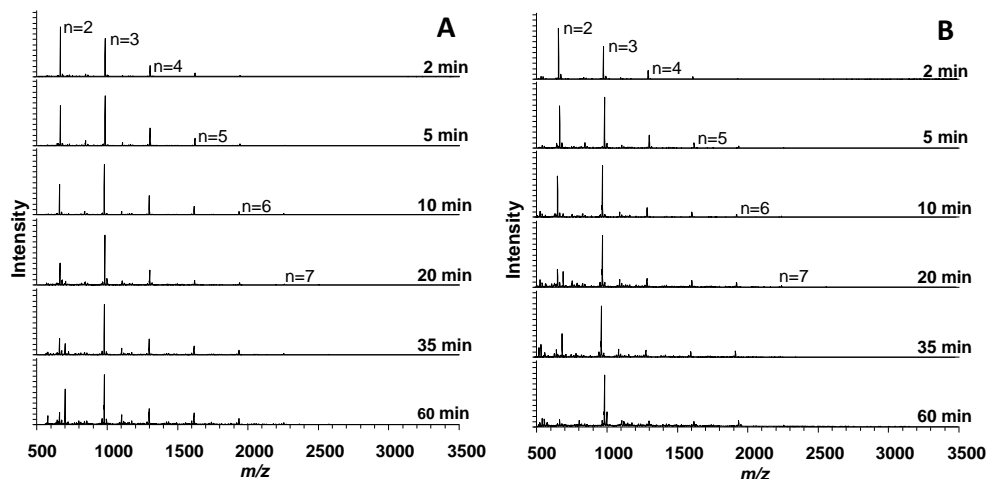 A
n=2
n=3
n=4
2 min
n=5
5 min
n=6
10 min
n=7
20 min
35 min
60 min
Intensity
500 1000 1500 2000 2500 3000 3500
m/z
B
n=2
n=3
n=4
2 min
n=5
5 min
n=6
10 min
n=7
20 min
35 min
60 min
Intensity
500 1000 1500 2000 2500 3000 3500
m/z